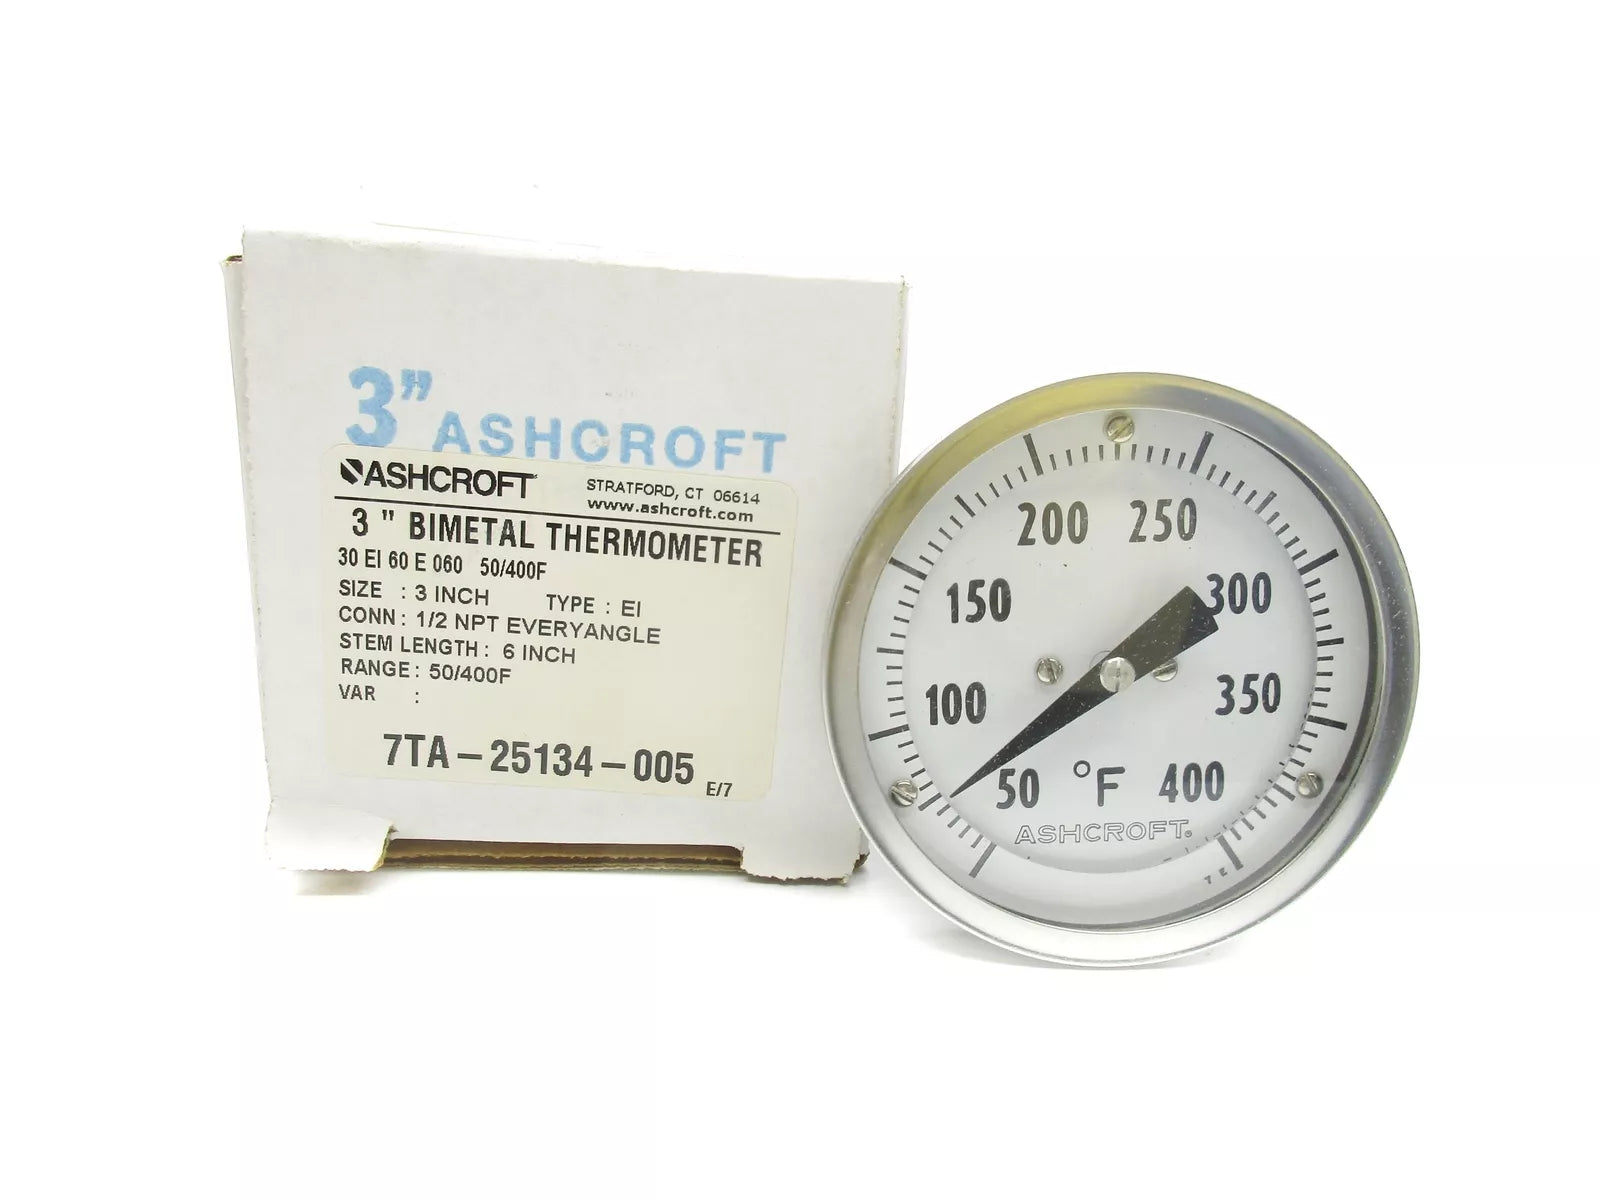 3” ASHCROFT
ASHCROFT
STRATFORD, CT 06614
www.ashcroft.com
3 " BIMETAL THERMOMETER
30 EI 60 E 060 50/400F
SIZE : 3 INCH TYPE : EI
CONN : 1/2 NPT EVERYANGLE
STEM LENGTH : 6 INCH
RANGE : 50/400F
VAR :
7TA-25134-005
E/7
200 250
150 300
100 350
50 °F 400
ASHCROFT®